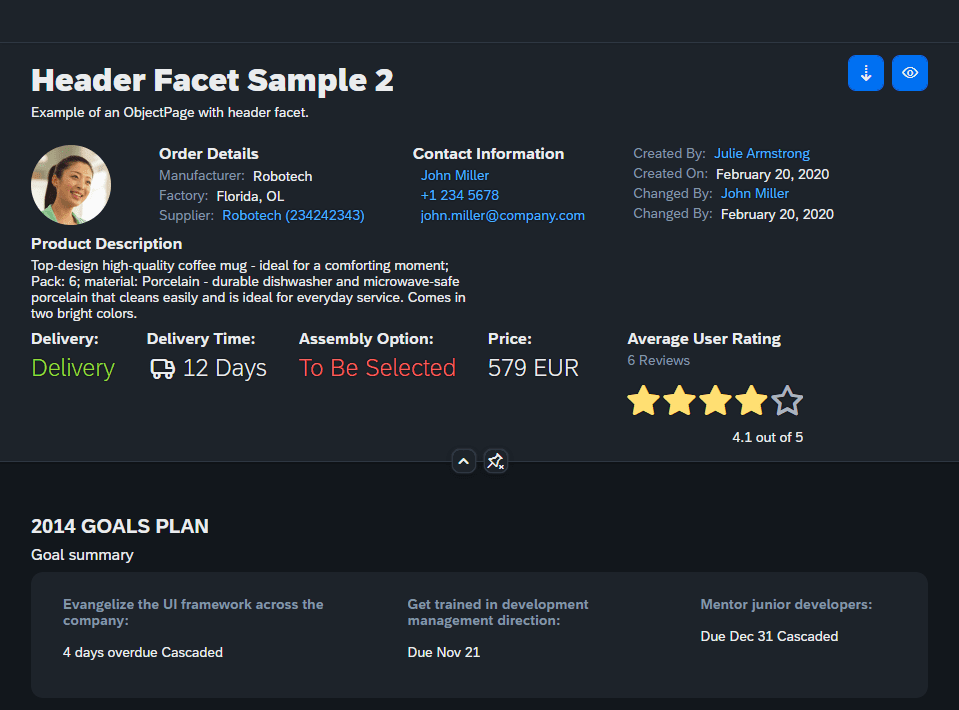 Header Facet Sample 2
Example of an ObjectPage with header facet.
Order Details
Manufacturer: Robotech
Factory: Florida, OL
Supplier: Robotech (234242343)
Contact Information
John Miller
+1 234 5678
john.miller@company.com
Created By: Julie Armstrong
Created On: February 20, 2020
Changed By: John Miller
Changed By: February 20, 2020
Product Description
Top-design high-quality coffee mug - ideal for a comforting moment;
Pack: 6; material: Porcelain - durable dishwasher and microwave-safe
porcelain that cleans easily and is ideal for everyday service. Comes in
two bright colors.
Delivery:
Delivery
Delivery Time:
12 Days
Assembly Option:
To Be Selected
Price:
579 EUR
Average User Rating
6 Reviews
4.1 out of 5
2014 GOALS PLAN
Goal summary
Evangelize the UI framework across the
company:
4 days overdue Cascaded
Get trained in development
management direction:
Due Nov 21
Mentor junior developers:
Due Dec 31 Cascaded